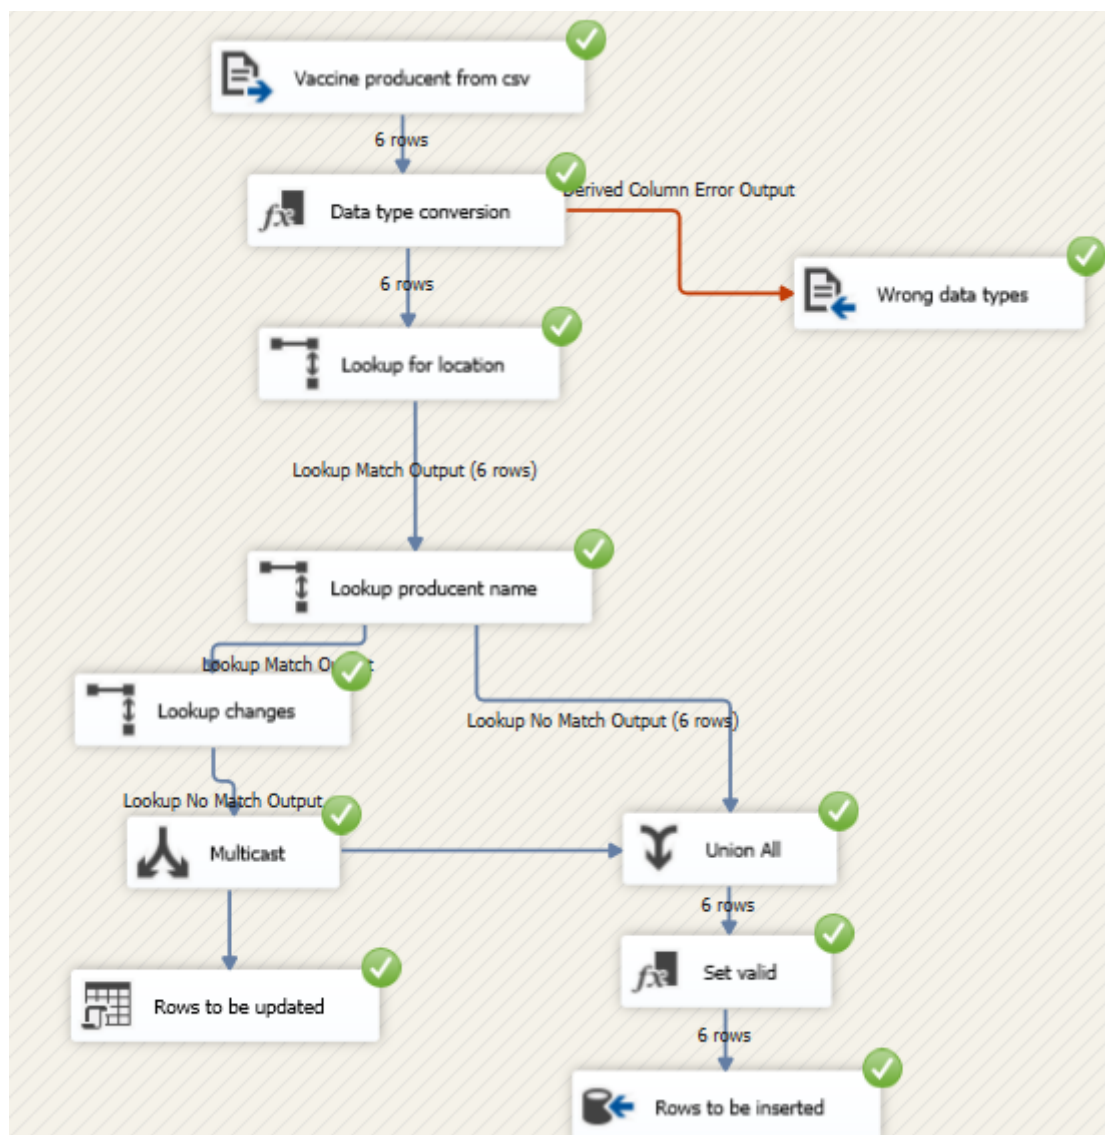 Vaccine producent from csv
6 rows
Data type conversion
Derived Column Error Output
6 rows
Wrong data types
Lookup for location
Lookup Match Output (6 rows)
Lookup producent name
Lookup Match Output
Lookup changes
Lookup No Match Output (6 rows)
Lookup No Match Output
Multicast
Union All
6 rows
Set valid
Rows to be updated
6 rows
Rows to be inserted